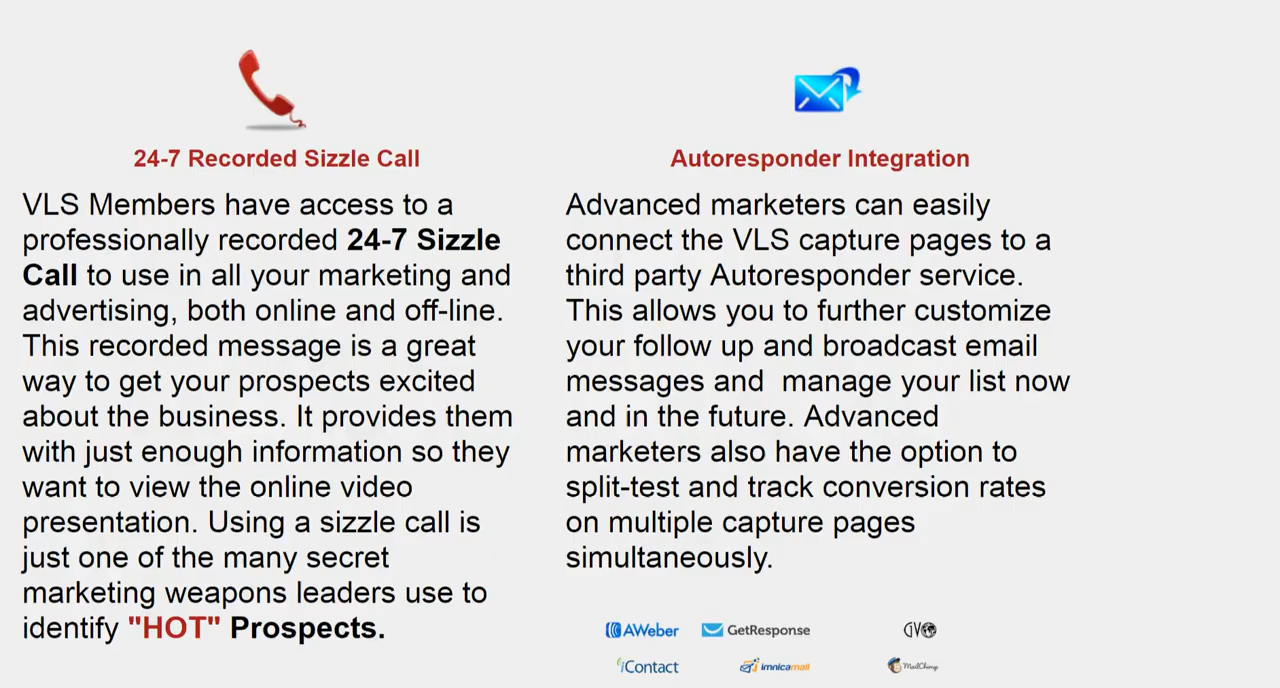 24-7 Recorded Sizzle Call
VLS Members have access to a
professionally recorded 24-7 Sizzle
Call to use in all your marketing and
advertising, both online and off-line.
This recorded message is a great
way to get your prospects excited
about the business. It provides them
with just enough information so they
want to view the online video
presentation. Using a sizzle call is
just one of the many secret
marketing weapons leaders use to
identify "HOT" Prospects.
Autoresponder Integration
Advanced marketers can easily
connect the VLS capture pages to a
third party Autoresponder service.
This allows you to further customize
your follow up and broadcast email
messages and  manage your list now
and in the future. Advanced
marketers also have the option to
split-test and track conversion rates
on multiple capture pages
simultaneously.
AWeber GetResponse GVO
iContact imnicamail MailChimp